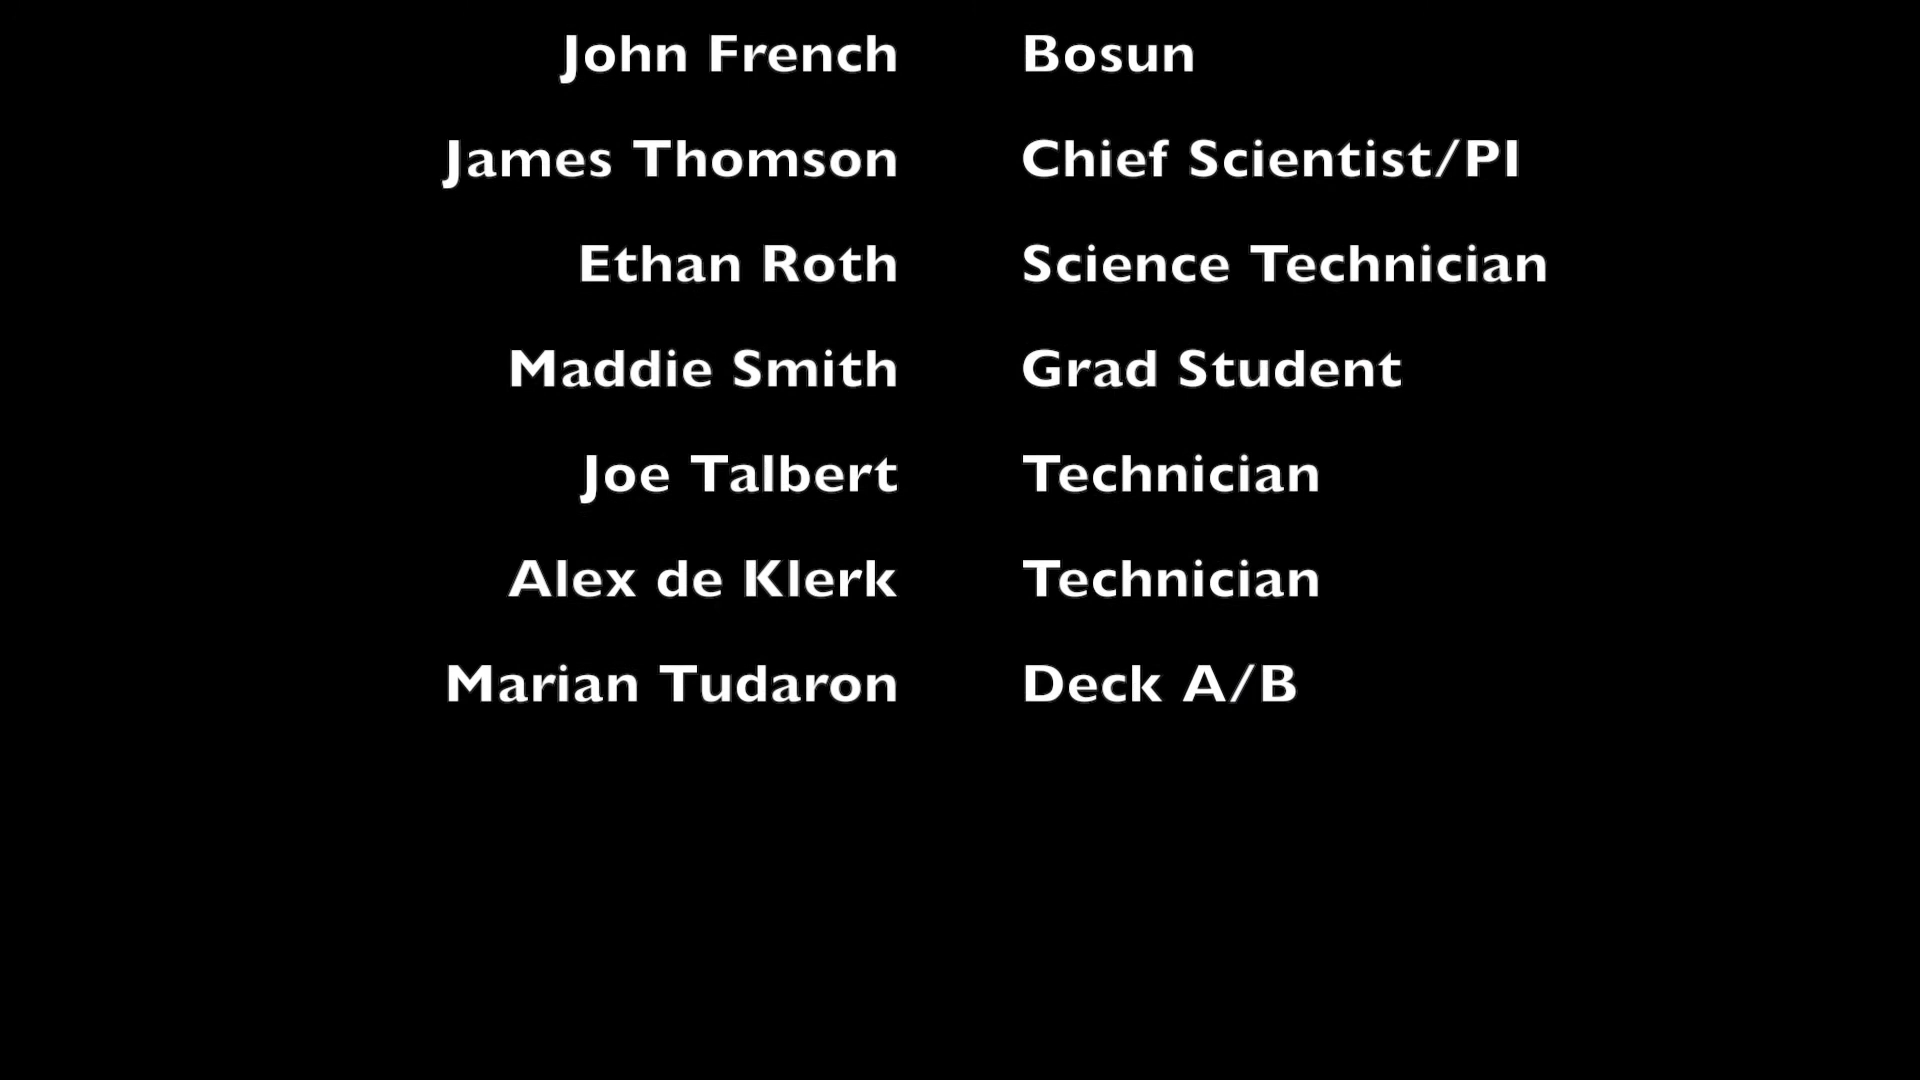 John French Bosun
James Thomson Chief Scientist/PI
Ethan Roth Science Technician
Maddie Smith Grad Student
Joe Talbert Technician
Alex de Klerk Technician
Marian Tudaron Deck A/B